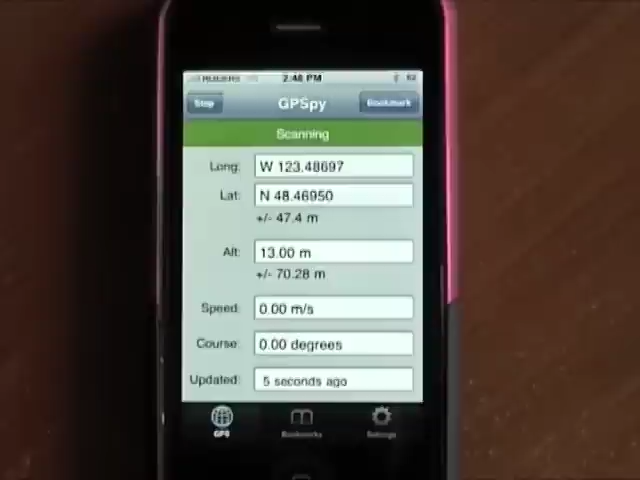 ROGERS 2:48 PM
Stop GPSpy Bookmark
Scanning
Long: W 123.48697
Lat: N 48.46950
+/- 47.4 m
Alt: 13.00 m
+/- 70.28 m
Speed: 0.00 m/s
Course: 0.00 degrees
Updated: 5 seconds ago
GPS Bookmarks Settings